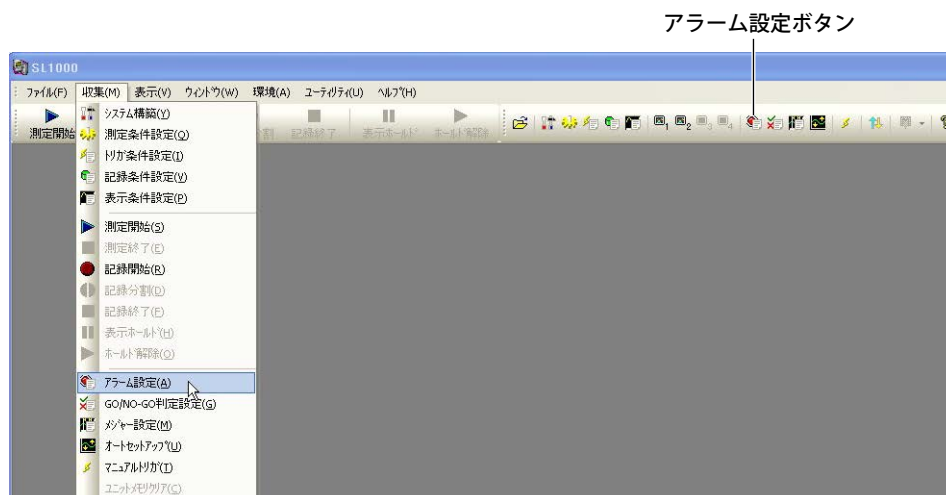 アラーム設定ボタン
SL1000
ファイル(F) 収集(M) 表示(V) ウィンドウ(W) 環境(A) ユーティリティ(U) ヘルプ(H)
測定開始 記録終了 表示ホールド ホールド解除
システム構築(Y)
測定条件設定(Q)
トリガ条件設定(I)
記録条件設定(V)
表示条件設定(P)
測定開始(S)
測定終了(E)
記録開始(R)
記録分割(D)
記録終了(F)
表示ホールド(H)
ホールド解除(O)
アラーム設定(A)
GO/NO-GO判定設定(G)
メジャー設定(M)
オートセットアップ(U)
マニュアルトリガ(T)
ユニットメモリクリア(C)